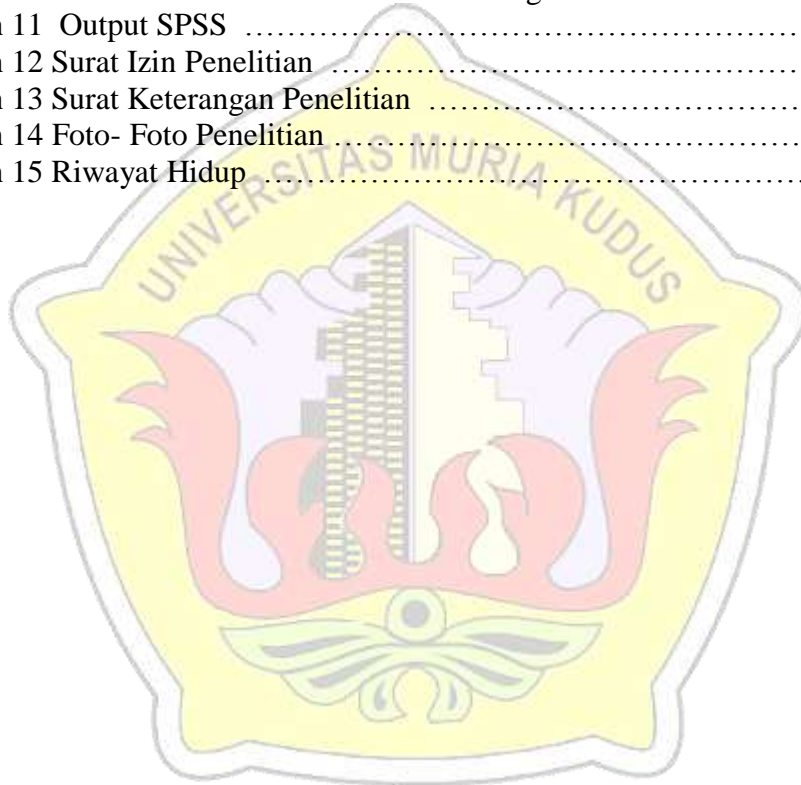 n 11  Output SPSS ………………………………………………
n 12 Surat Izin Penelitian ………………………………………
n 13 Surat Keterangan Penelitian ………………………………
n 14 Foto- Foto Penelitian ………………………………………
n 15 Riwayat Hidup ………………………………………………
UNIVERSITAS MURIA KUDUS